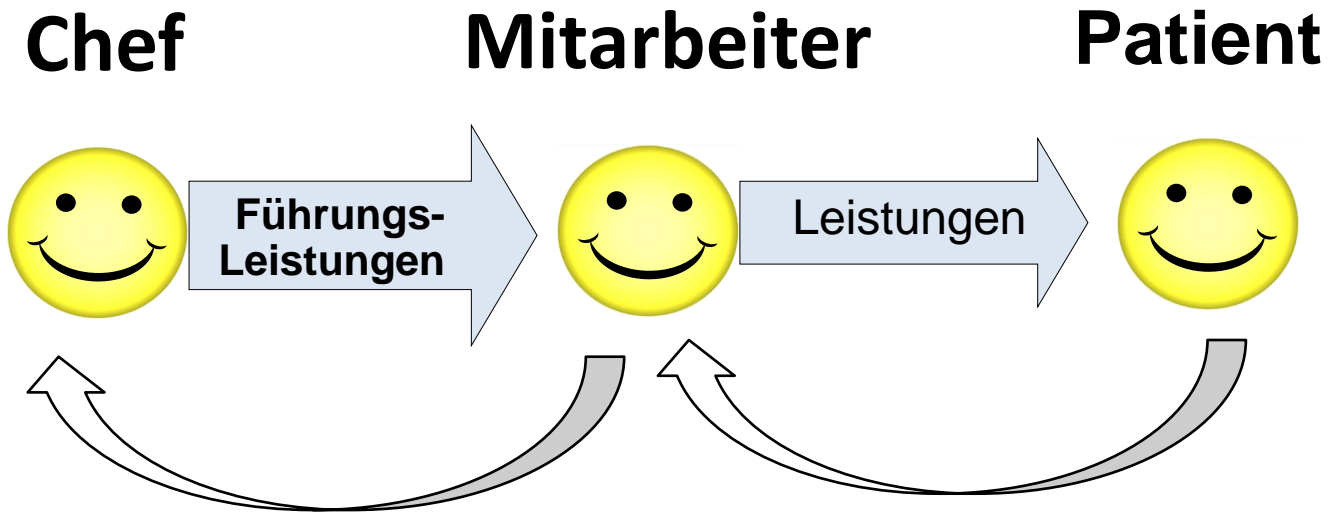 Chef Mitarbeiter Patient
Führungs-
Leistungen
Leistungen